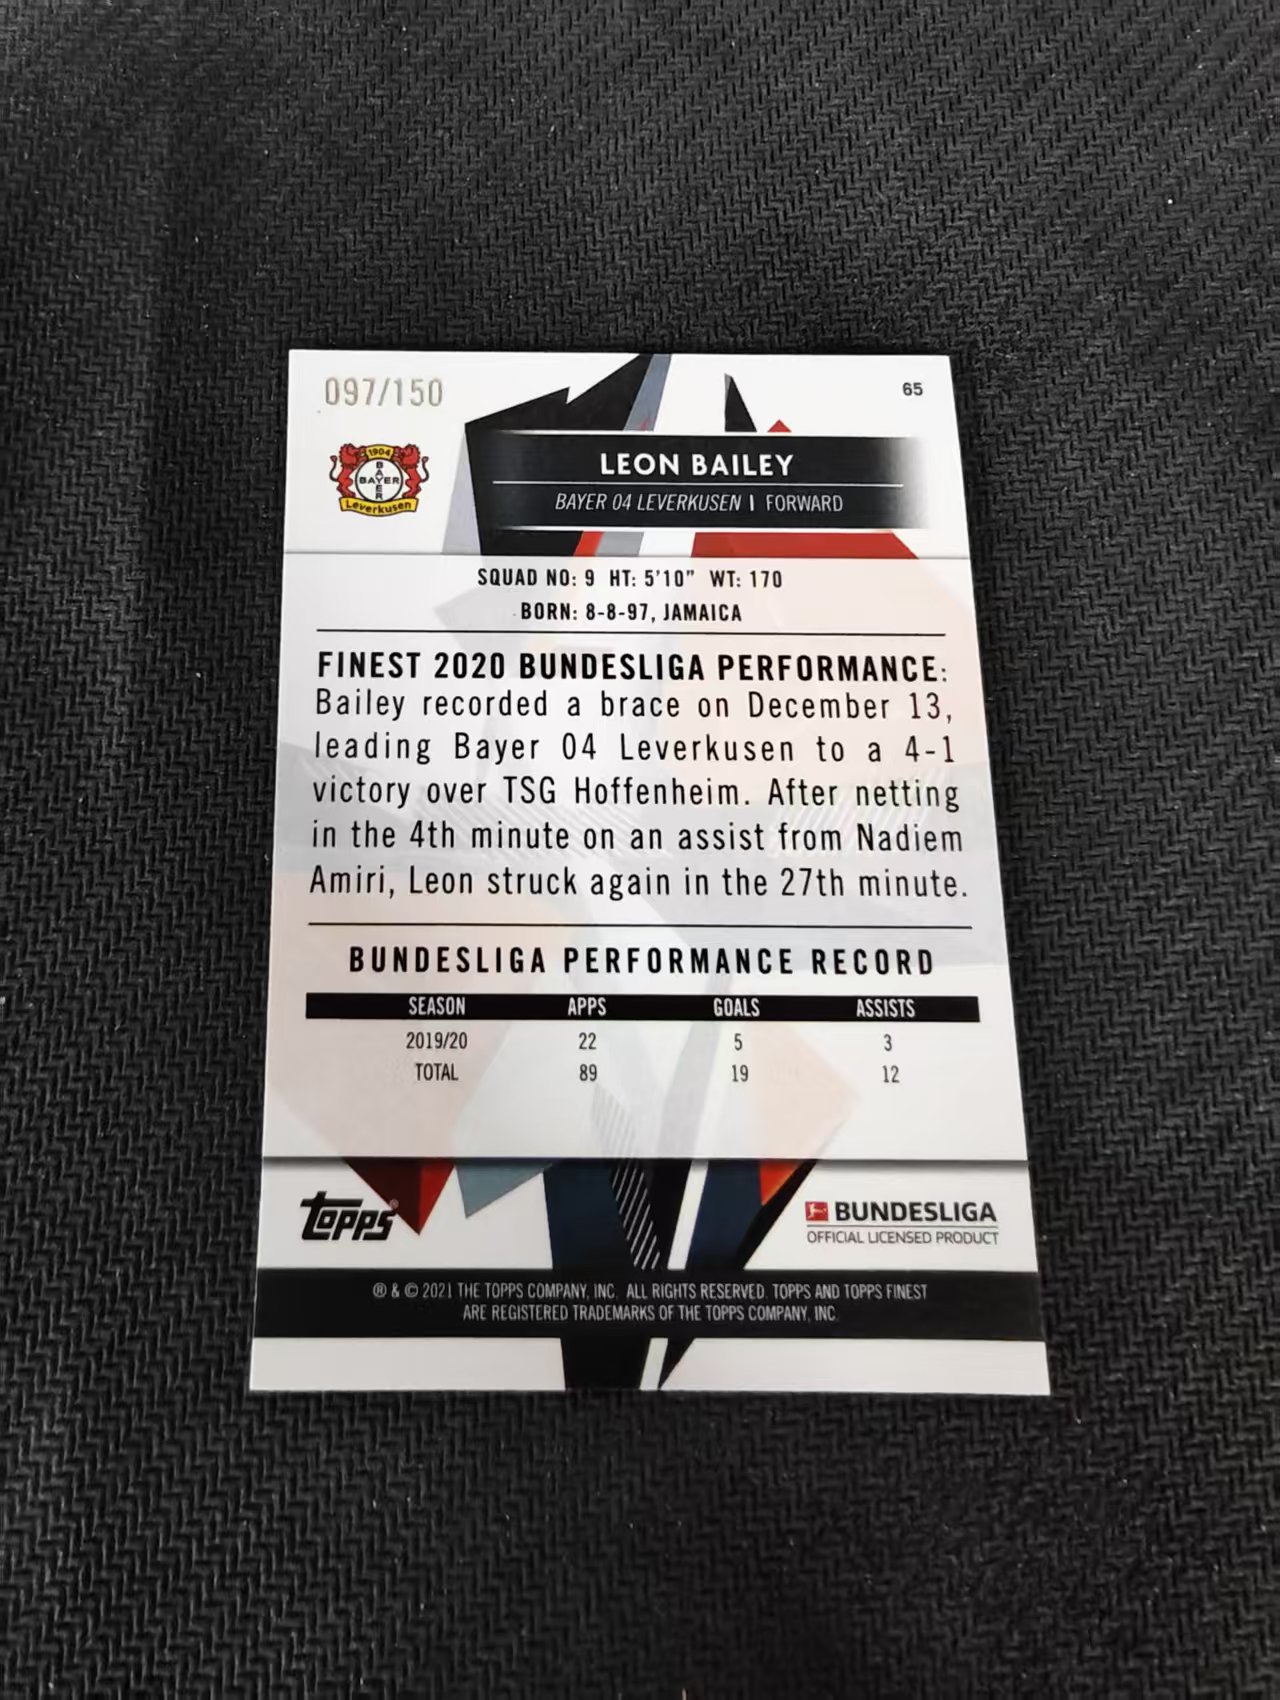 097/150
65
1904
BAYER
BAYER
Leverkusen
LEON BAILEY
BAYER 04 LEVERKUSEN | FORWARD
SQUAD NO: 9 HT: 5'10" WT: 170
BORN: 8-8-97, JAMAICA
FINEST 2020 BUNDESLIGA PERFORMANCE:
Bailey recorded a brace on December 13,
leading Bayer 04 Leverkusen to a 4-1
victory over TSG Hoffenheim. After netting
in the 4th minute on an assist from Nadiem
Amiri, Leon struck again in the 27th minute.
BUNDESLIGA PERFORMANCE RECORD
SEASON APPS GOALS ASSISTS
2019/20 22 5 3
TOTAL 89 19 12
Topps®
BUNDESLIGA
OFFICIAL LICENSED PRODUCT
® & © 2021 THE TOPPS COMPANY, INC. ALL RIGHTS RESERVED. TOPPS AND TOPPS FINEST
ARE REGISTERED TRADEMARKS OF THE TOPPS COMPANY, INC.